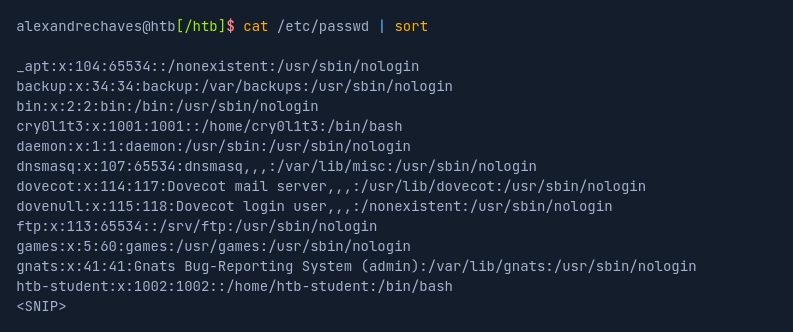 alexandrechaves@htb[/htb]$ cat /etc/passwd | sort
_apt:x:104:65534::/nonexistent:/usr/sbin/nologin
backup:x:34:34:backup:/var/backups:/usr/sbin/nologin
bin:x:2:2:bin:/bin:/usr/sbin/nologin
cry0l1t3:x:1001:1001::/home/cry0l1t3:/bin/bash
daemon:x:1:1:daemon:/usr/sbin:/usr/sbin/nologin
dnsmasq:x:107:65534:dnsmasq,,,:/var/lib/misc:/usr/sbin/nologin
dovecot:x:114:117:Dovecot mail server,,,:/usr/lib/dovecot:/usr/sbin/nologin
dovenull:x:115:118:Dovecot login user,,,:/nonexistent:/usr/sbin/nologin
ftp:x:113:65534::/srv/ftp:/usr/sbin/nologin
games:x:5:60:games:/usr/games:/usr/sbin/nologin
gnats:x:41:41:Gnats Bug-Reporting System (admin):/var/lib/gnats:/usr/sbin/nologin
htb-student:x:1002:1002::/home/htb-student:/bin/bash
<SNIP>